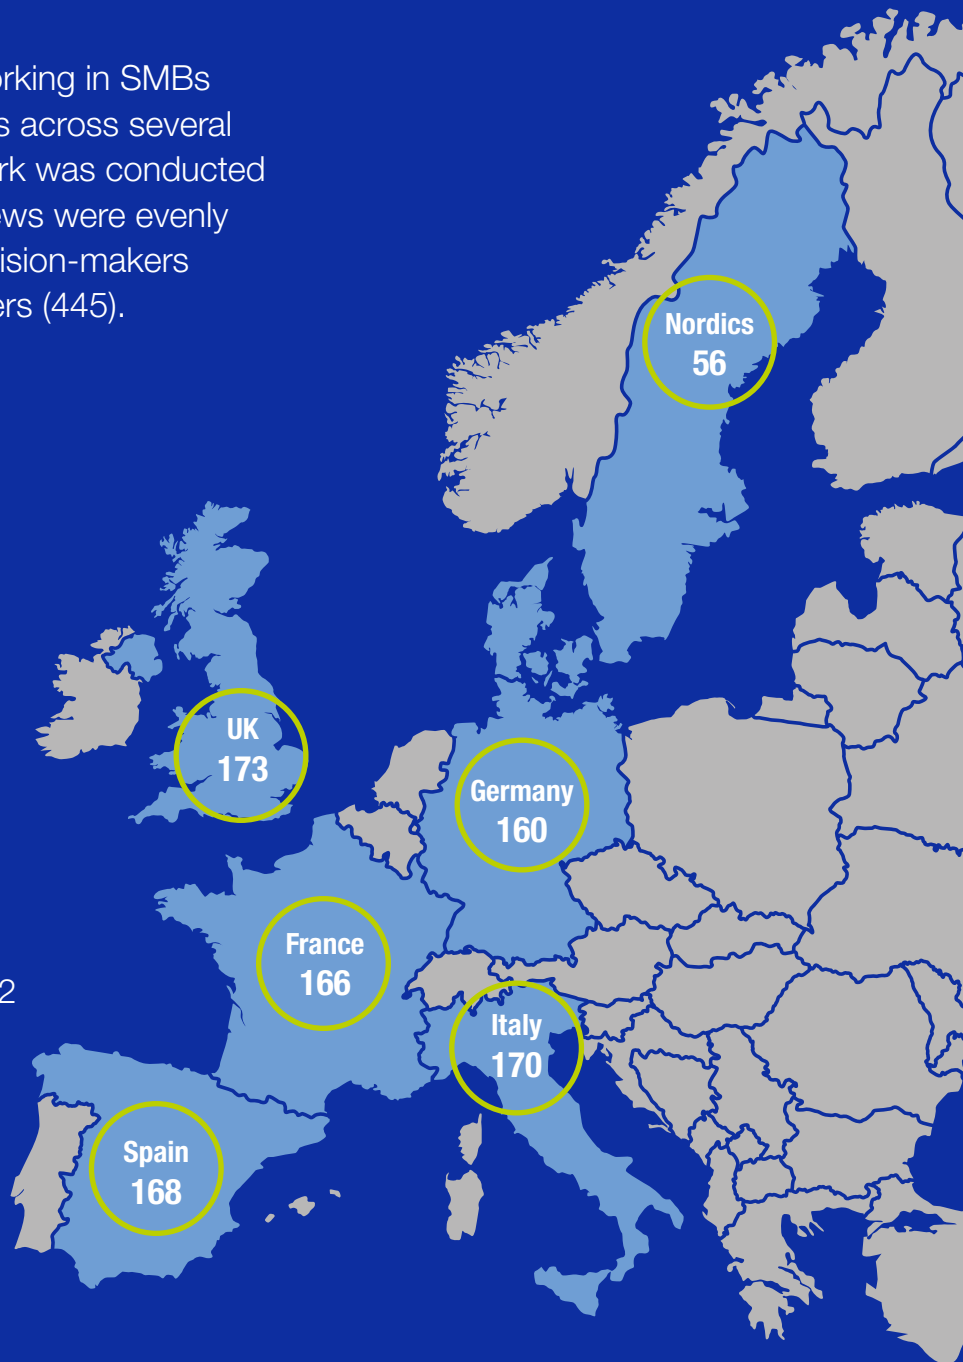 rking in SMBs
s across several
rk was conducted
ews were evenly
ision-makers
ers (445).
Nordics
56
UK
173
Germany
160
France
166
2
Italy
170
Spain
168